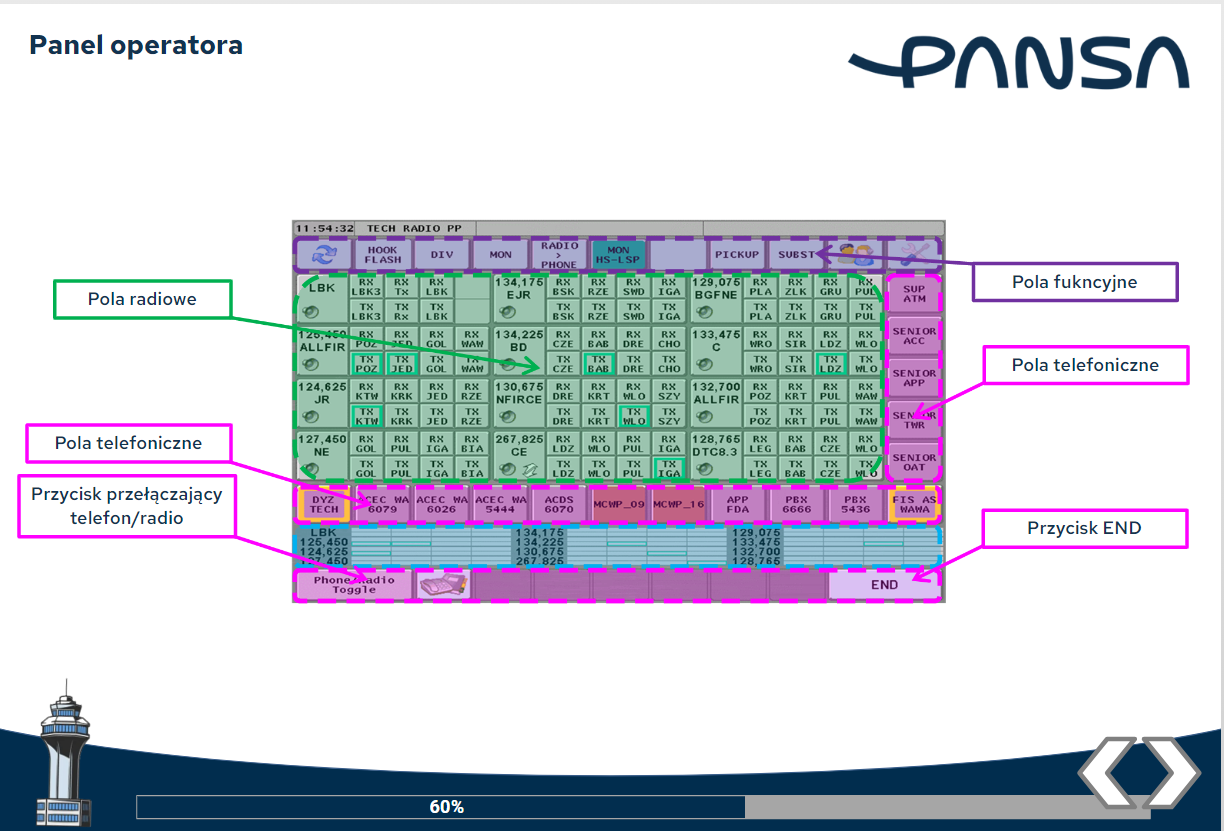 Panel operatora
PANSA
11:54:32 TECH RADIO PP
HOOK FLASH
DIV
MON
RADIO > PHONE
MON HS-LSP
PICKUP
SUBST
Pola fukncyjne
Pola radiowe
LBK
RX LBK3 RX TX RX LBK
TX LBK3 TX Rx TX LBK
134,175 EJR
RX BSK RX RZE RX SWD RX IGA
TX BSK TX RZE TX SWD TX IGA
129,075 BGFNE
RX PLA RX ZLK RX GRU RX PUL
TX PLA TX ZLK TX GRU TX PUL
SUP ATM
125,450 ALLFIR
RX POZ RX JED RX GOL RX WAW
TX POZ TX JED TX GOL TX WAW
134,225 BD
RX CZE RX BAB RX DRE RX CHO
TX CZE TX BAB TX DRE TX CHO
133,475 C
RX WRO RX SIR RX LDZ RX WLO
TX WRO TX SIR TX LDZ TX WLO
SENIOR ACC
Pola telefoniczne
124,625 JR
RX KTW RX KRK RX JED RX RZE
TX KTW TX KRK TX JED TX RZE
130,675 NFIRCE
RX DRE RX KRT RX WLO RX SZY
TX DRE TX KRT TX WLO TX SZY
132,700 ALLFIR
RX POZ RX KRT RX PUL RX WAW
TX POZ TX KRT TX PUL TX WAW
SENIOR APP
SENIOR TWR
127,450 NE
RX GOL RX PUL RX IGA RX BIA
TX GOL TX PUL TX IGA TX BIA
267,825 CE
RX LDZ RX WLO RX PUL RX IGA
TX LDZ TX WLO TX PUL TX IGA
128,765 DTC8.3
RX LEG RX BAB RX CZE RX WLO
TX LEG TX BAB TX CZE TX WLO
SENIOR OAT
Pola telefoniczne
DYZ TECH
ACEC WA 6079
ACEC WA 6026
ACEC WA 5444
ACDS 6070
MCWP_09
MCWP_16
APP FDA
PBX 6666
PBX 5436
FIS AS WAWA
Przycisk przełączający
telefon/radio
LBK 134,175 129,075
125,450 134,225 133,475
124,625 130,675 132,700
127,450 267,825 128,765
Przycisk END
Phone Radio
Toggle
END
60%